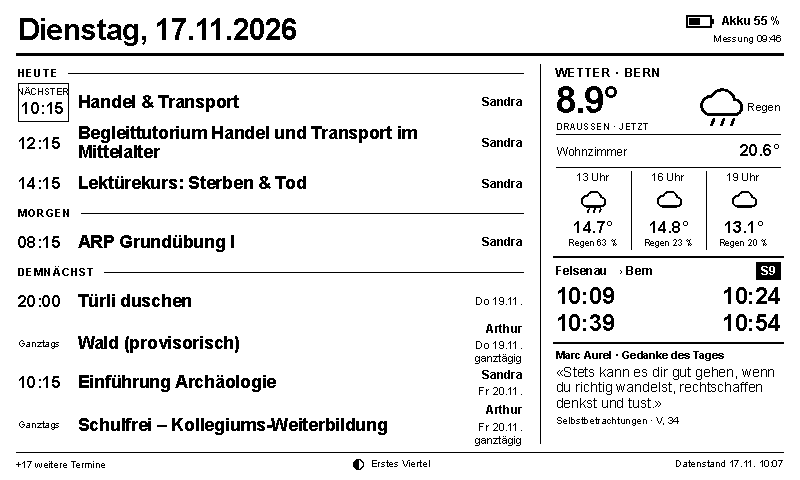 Dienstag, 17.11.2026
Akku 55 %
Messung 09:46
HEUTE
NÄCHSTER
10:15 Handel & Transport Sandra
12:15 Begleittutorium Handel und Transport im
Mittelalter Sandra
14:15 Lektürekurs: Sterben & Tod Sandra
MORGEN
08:15 ARP Grundübung I Sandra
DEMNÄCHST
20:00 Türli duschen Do 19.11.
Ganztags Wald (provisorisch) Arthur
Do 19.11.
ganztägig
10:15 Einführung Archäologie Sandra
Fr 20.11.
Ganztags Schulfrei – Kollegiums-Weiterbildung Arthur
Fr 20.11.
ganztägig
WETTER · BERN
8.9° Regen
DRAUSSEN · JETZT
Wohnzimmer 20.6°
13 Uhr 16 Uhr 19 Uhr
14.7° 14.8° 13.1°
Regen 63 % Regen 23 % Regen 20 %
Felsenau › Bern S9
10:09 10:24
10:39 10:54
Marc Aurel · Gedanke des Tages
«Stets kann es dir gut gehen, wenn
du richtig wandelst, rechtschaffen
denkst und tust.»
Selbstbetrachtungen · V, 34
+17 weitere Termine
Erstes Viertel
Datenstand 17.11. 10:07